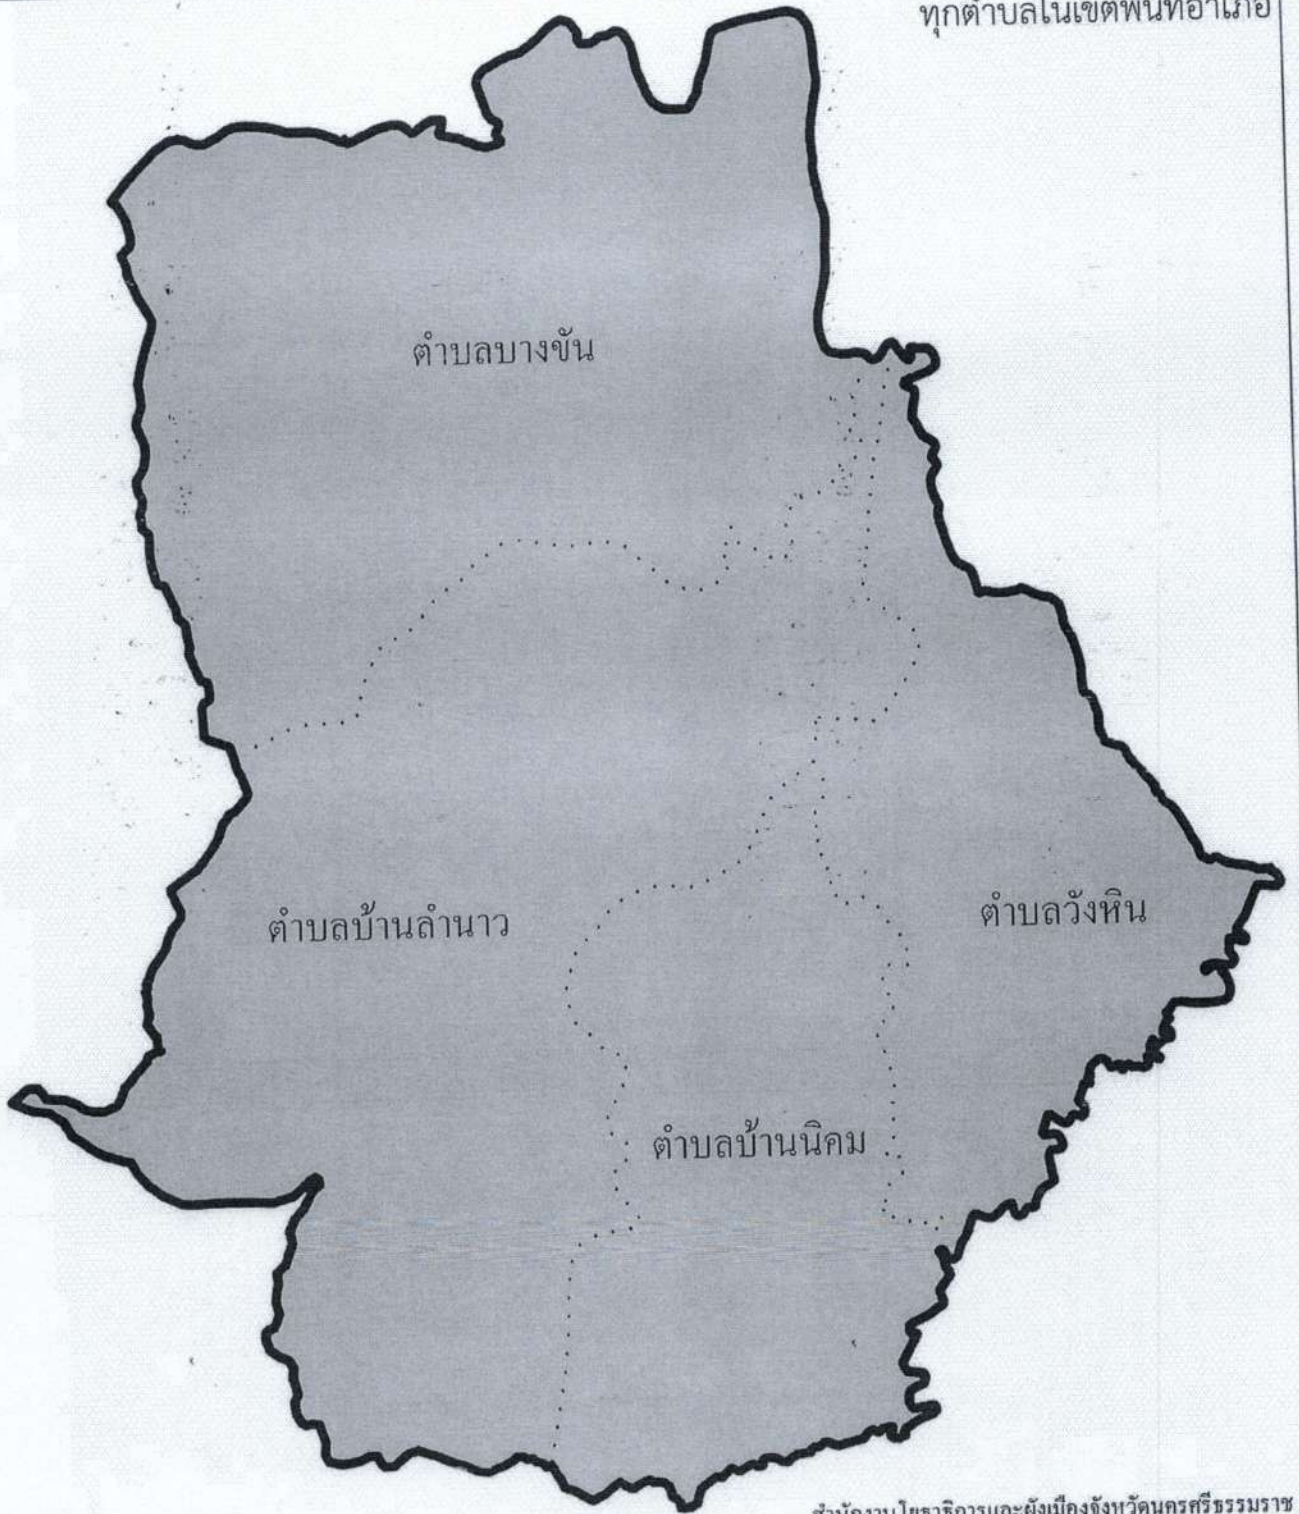 ทุกตำบลในเขตพื้นที่อำเภอ
ตำบลบางขัน
ตำบลบ้านลำนาว
ตำบลวังหิน
ตำบลบ้านนิคม
สำนักงานโยธาธิการและผังเมืองจังหวัดนครศรีธรรมราช